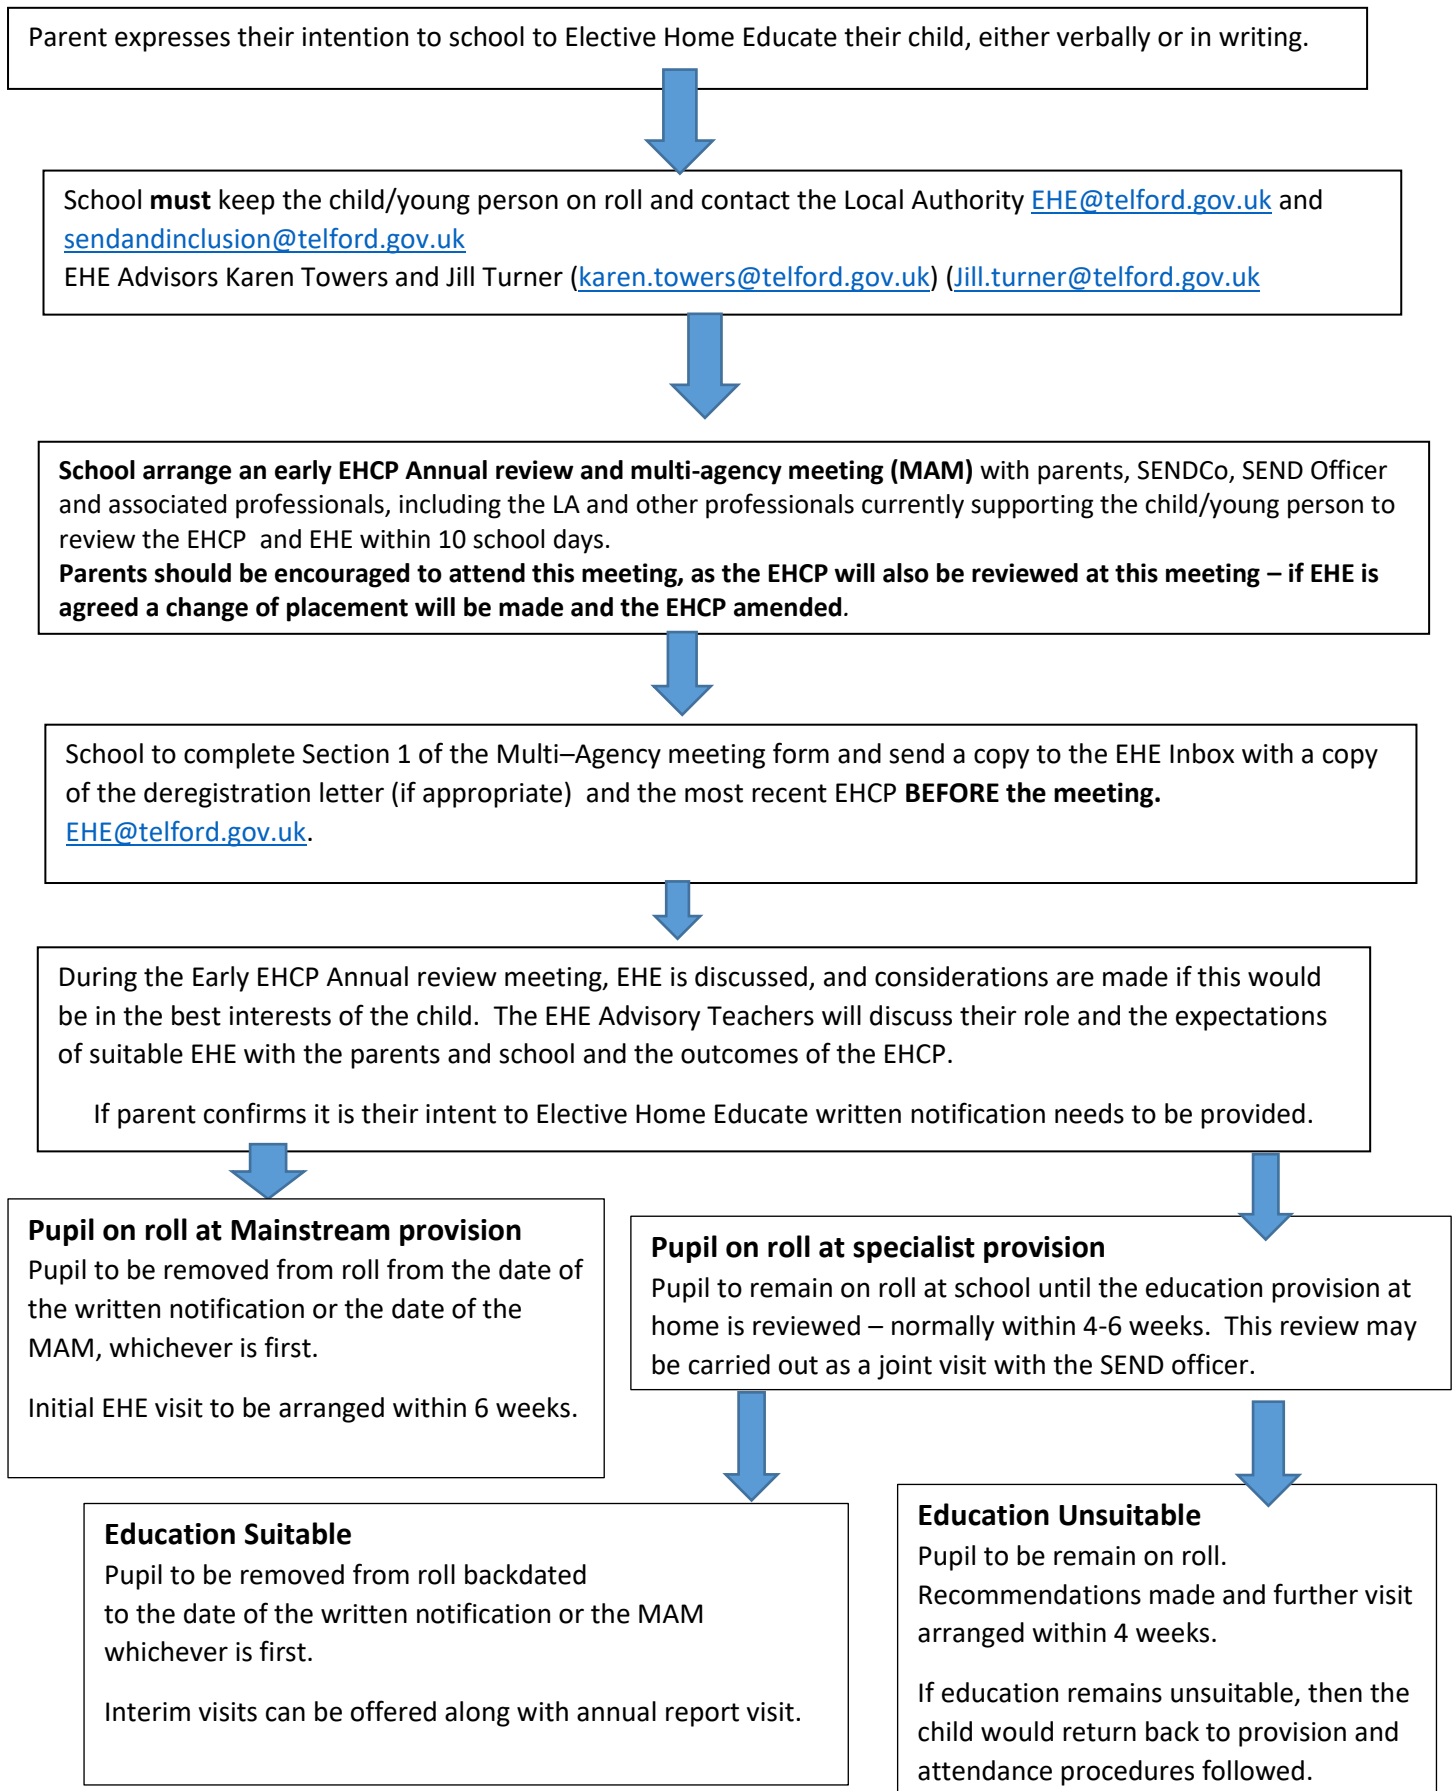 Parent expresses their intention to school to Elective Home Educate their child, either verbally or in writing.
School must keep the child/young person on roll and contact the Local Authority EHE@telford.gov.uk and
sendandinclusion@telford.gov.uk
EHE Advisors Karen Towers and Jill Turner (karen.towers@telford.gov.uk) (Jill.turner@telford.gov.uk
School arrange an early EHCP Annual review and multi-agency meeting (MAM) with parents, SENDCo, SEND Officer
and associated professionals, including the LA and other professionals currently supporting the child/young person to
review the EHCP and EHE within 10 school days.
Parents should be encouraged to attend this meeting, as the EHCP will also be reviewed at this meeting – if EHE is
agreed a change of placement will be made and the EHCP amended.
School to complete Section 1 of the Multi–Agency meeting form and send a copy to the EHE Inbox with a copy
of the deregistration letter (if appropriate) and the most recent EHCP BEFORE the meeting.
EHE@telford.gov.uk.
During the Early EHCP Annual review meeting, EHE is discussed, and considerations are made if this would
be in the best interests of the child. The EHE Advisory Teachers will discuss their role and the expectations
of suitable EHE with the parents and school and the outcomes of the EHCP.
If parent confirms it is their intent to Elective Home Educate written notification needs to be provided.
Pupil on roll at Mainstream provision
Pupil to be removed from roll from the date of
the written notification or the date of the
MAM, whichever is first.
Initial EHE visit to be arranged within 6 weeks.
Pupil on roll at specialist provision
Pupil to remain on roll at school until the education provision at
home is reviewed – normally within 4-6 weeks. This review may
be carried out as a joint visit with the SEND officer.
Education Suitable
Pupil to be removed from roll backdated
to the date of the written notification or the MAM
whichever is first.
Interim visits can be offered along with annual report visit.
Education Unsuitable
Pupil to be remain on roll.
Recommendations made and further visit
arranged within 4 weeks.
If education remains unsuitable, then the
child would return back to provision and
attendance procedures followed.